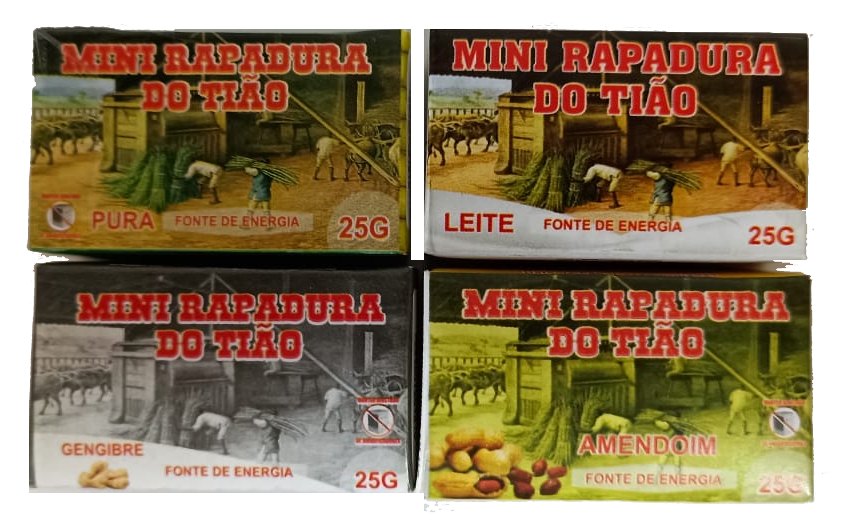 MINI RAPADURA
DO TIÃO
PURA
FONTE DE ENERGIA
25G
MINI RAPADURA
DO TIÃO
LEITE
FONTE DE ENERGIA
25G
MINI RAPADURA
DO TIÃO
GENGIBRE
FONTE DE ENERGIA
25G
MINI RAPADURA
DO TIÃO
AMENDOIM
FONTE DE ENERGIA
25G